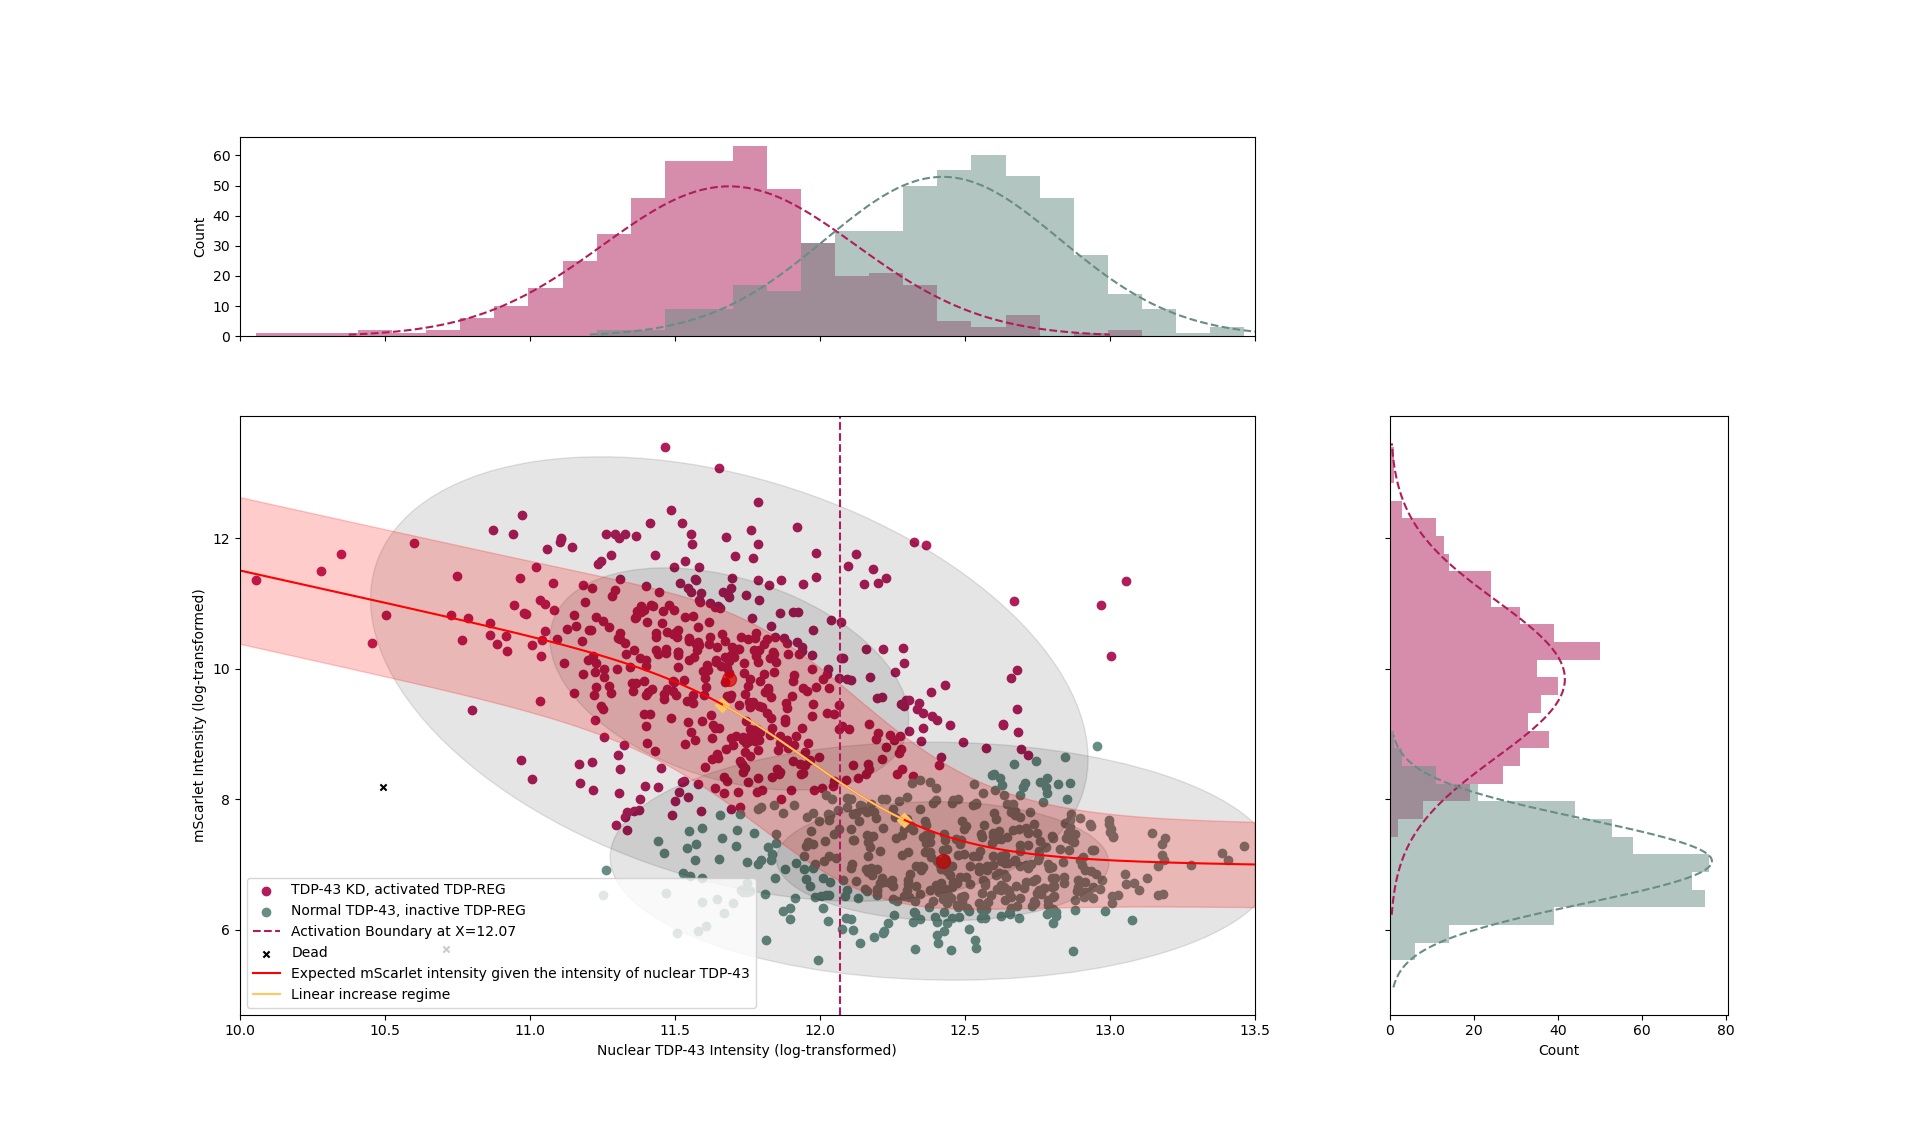 60
50
40
30
20
10
0
Count
12
10
8
6
mScarlet Intensity (log-transformed)
TDP-43 KD, activated TDP-REG
Normal TDP-43, inactive TDP-REG
Activation Boundary at X=12.07
Dead
Expected mScarlet intensity given the intensity of nuclear TDP-43
Linear increase regime
10.0 10.5 11.0 11.5 12.0 12.5 13.0 13.5
Nuclear TDP-43 Intensity (log-transformed)
0 20 40 60 80
Count